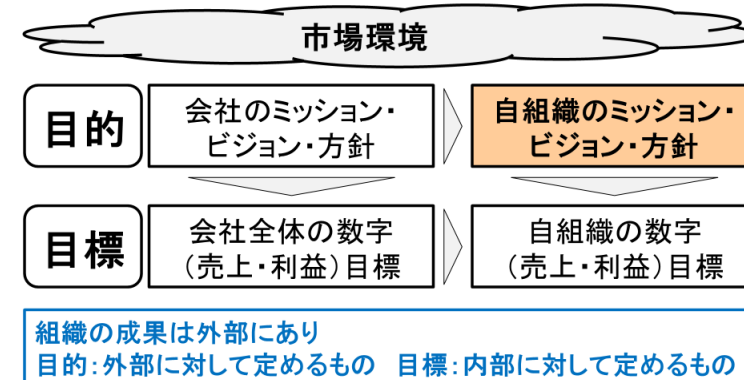 市場環境
目的
会社のミッション・
ビジョン・方針
自組織のミッション・
ビジョン・方針
目標
会社全体の数字
（売上・利益）目標
自組織の数字
（売上・利益）目標
組織の成果は外部にあり
目的：外部に対して定めるもの　目標：内部に対して定めるもの